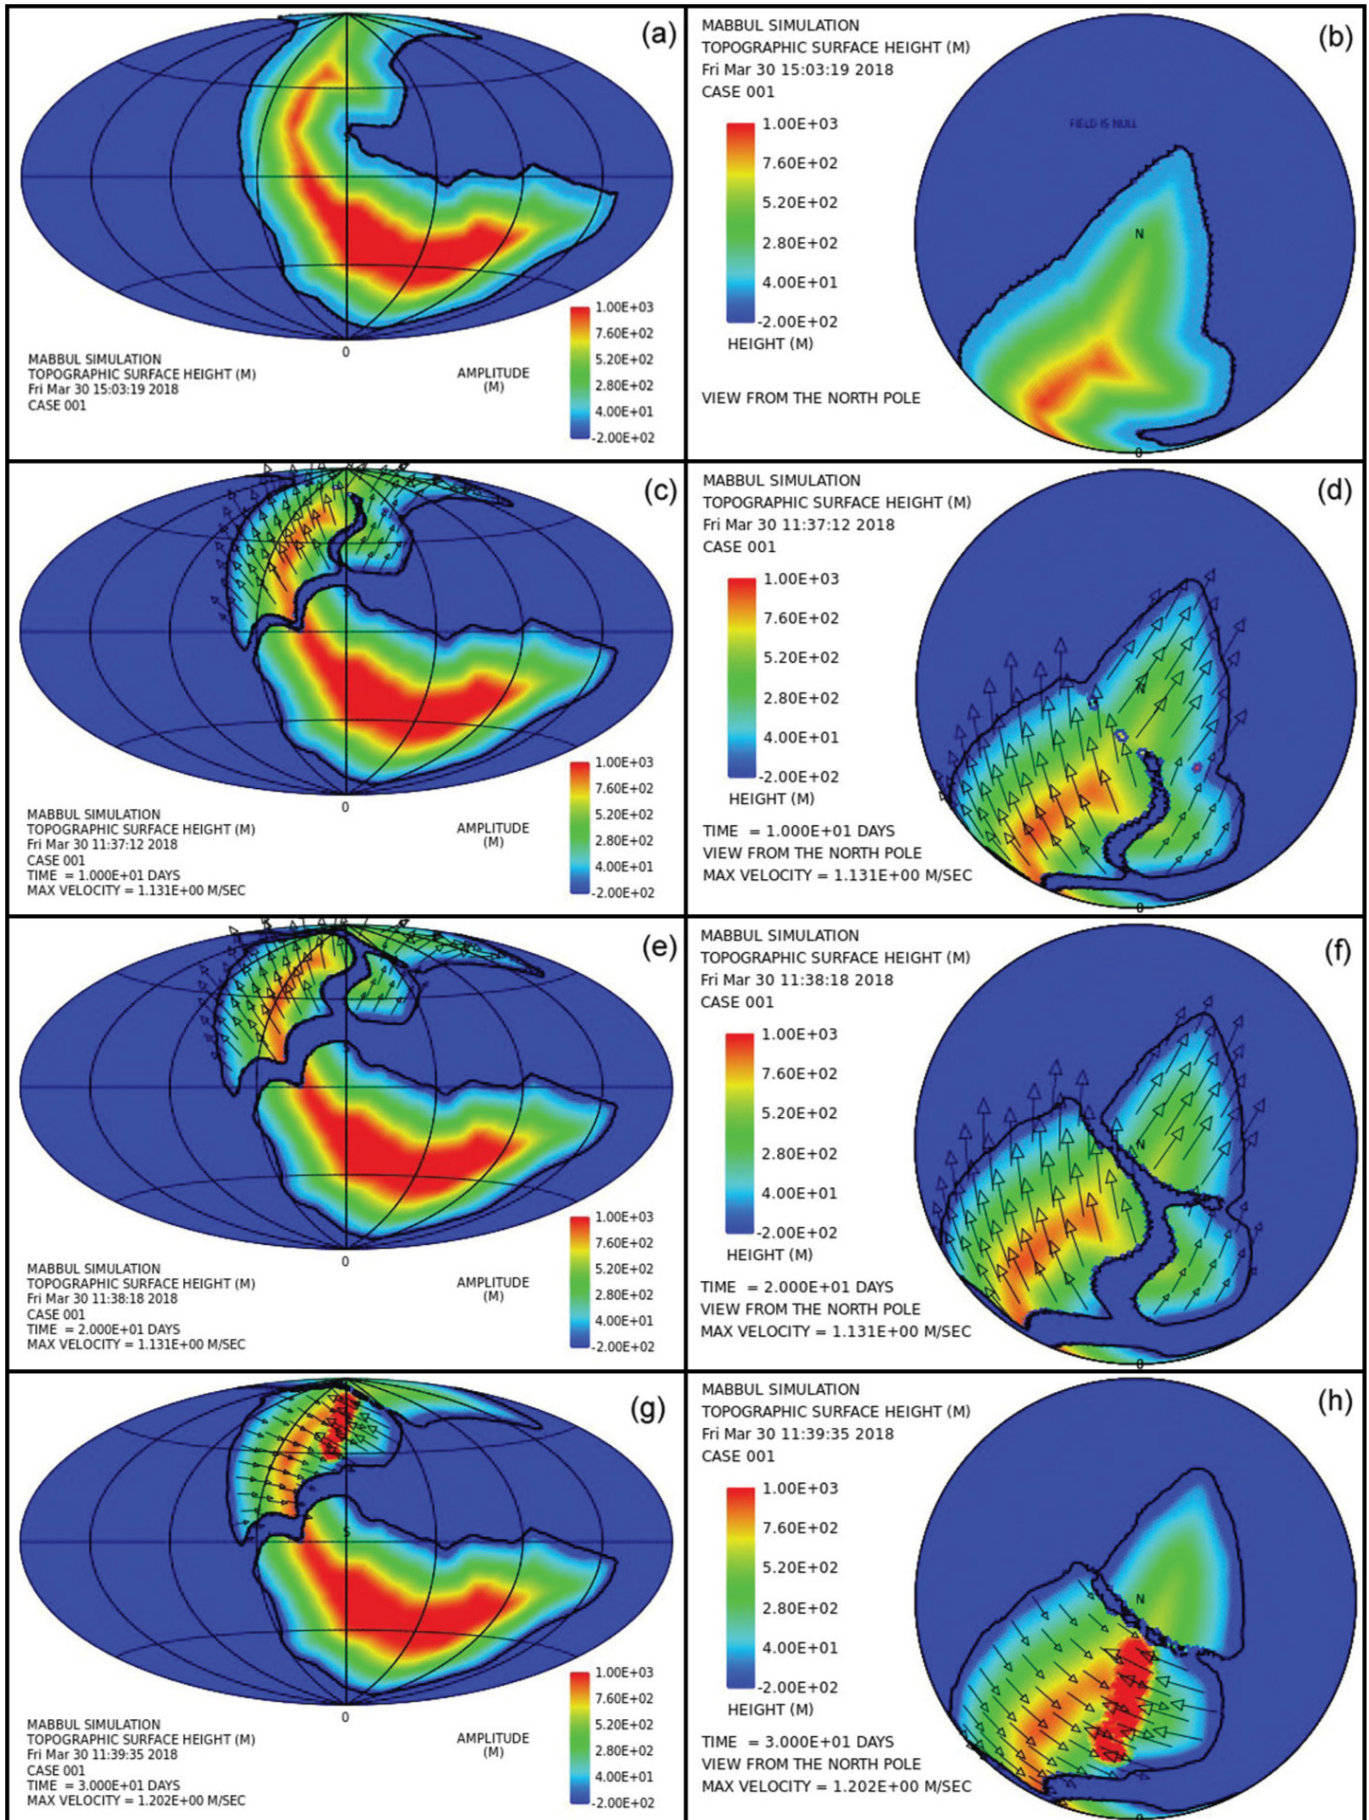 (a)
1.00E+03
7.60E+02
5.20E+02
2.80E+02
4.00E+01
-2.00E+02
0
MABBUL SIMULATION
TOPOGRAPHIC SURFACE HEIGHT (M)
Fri Mar 30 15:03:19 2018
CASE 001
AMPLITUDE
(M)
MABBUL SIMULATION
TOPOGRAPHIC SURFACE HEIGHT (M)
Fri Mar 30 15:03:19 2018
CASE 001
(b)
1.00E+03
7.60E+02
5.20E+02
2.80E+02
4.00E+01
-2.00E+02
HEIGHT (M)
VIEW FROM THE NORTH POLE
FIELD IS NULL
N
0
(c)
1.00E+03
7.60E+02
5.20E+02
2.80E+02
4.00E+01
-2.00E+02
0
MABBUL SIMULATION
TOPOGRAPHIC SURFACE HEIGHT (M)
Fri Mar 30 11:37:12 2018
CASE 001
TIME = 1.000E+01 DAYS
MAX VELOCITY = 1.131E+00 M/SEC
AMPLITUDE
(M)
MABBUL SIMULATION
TOPOGRAPHIC SURFACE HEIGHT (M)
Fri Mar 30 11:37:12 2018
CASE 001
(d)
1.00E+03
7.60E+02
5.20E+02
2.80E+02
4.00E+01
-2.00E+02
HEIGHT (M)
TIME = 1.000E+01 DAYS
VIEW FROM THE NORTH POLE
MAX VELOCITY = 1.131E+00 M/SEC
N
0
(e)
1.00E+03
7.60E+02
5.20E+02
2.80E+02
4.00E+01
-2.00E+02
0
MABBUL SIMULATION
TOPOGRAPHIC SURFACE HEIGHT (M)
Fri Mar 30 11:38:18 2018
CASE 001
TIME = 2.000E+01 DAYS
MAX VELOCITY = 1.131E+00 M/SEC
AMPLITUDE
(M)
MABBUL SIMULATION
TOPOGRAPHIC SURFACE HEIGHT (M)
Fri Mar 30 11:38:18 2018
CASE 001
(f)
1.00E+03
7.60E+02
5.20E+02
2.80E+02
4.00E+01
-2.00E+02
HEIGHT (M)
TIME = 2.000E+01 DAYS
VIEW FROM THE NORTH POLE
MAX VELOCITY = 1.131E+00 M/SEC
N
0
(g)
S
1.00E+03
7.60E+02
5.20E+02
2.80E+02
4.00E+01
-2.00E+02
0
MABBUL SIMULATION
TOPOGRAPHIC SURFACE HEIGHT (M)
Fri Mar 30 11:39:35 2018
CASE 001
TIME = 3.000E+01 DAYS
MAX VELOCITY = 1.202E+00 M/SEC
AMPLITUDE
(M)
MABBUL SIMULATION
TOPOGRAPHIC SURFACE HEIGHT (M)
Fri Mar 30 11:39:35 2018
CASE 001
(h)
1.00E+03
7.60E+02
5.20E+02
2.80E+02
4.00E+01
-2.00E+02
HEIGHT (M)
TIME = 3.000E+01 DAYS
VIEW FROM THE NORTH POLE
MAX VELOCITY = 1.202E+00 M/SEC
N
0